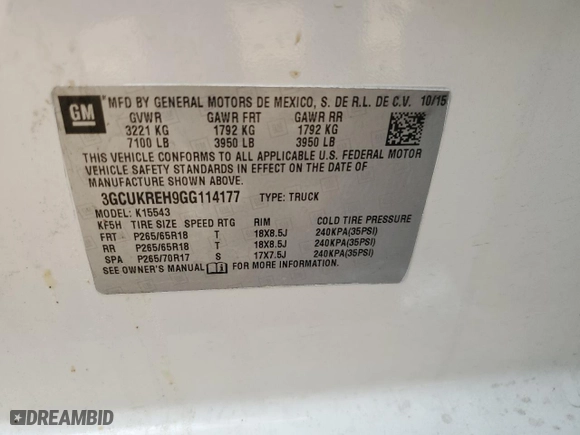 GM
MFD BY GENERAL MOTORS DE MEXICO, S. DE R.L. DE C.V. 10/15
GVWR GAWR FRT GAWR RR
3221 KG 1792 KG 1792 KG
7100 LB 3950 LB 3950 LB
THIS VEHICLE CONFORMS TO ALL APPLICABLE U.S. FEDERAL MOTOR
VEHICLE SAFETY STANDARDS IN EFFECT ON THE DATE OF
MANUFACTURE SHOWN ABOVE.
3GCUKREH9GG114177 TYPE: TRUCK
MODEL: K15543
KF5H TIRE SIZE SPEED RTG RIM COLD TIRE PRESSURE
FRT P265/65R18 T 18X8.5J 240KPA(35PSI)
RR P265/65R18 T 18X8.5J 240KPA(35PSI)
SPA P265/70R17 S 17X7.5J 240KPA(35PSI)
SEE OWNER'S MANUAL FOR MORE INFORMATION.
DREAMBID